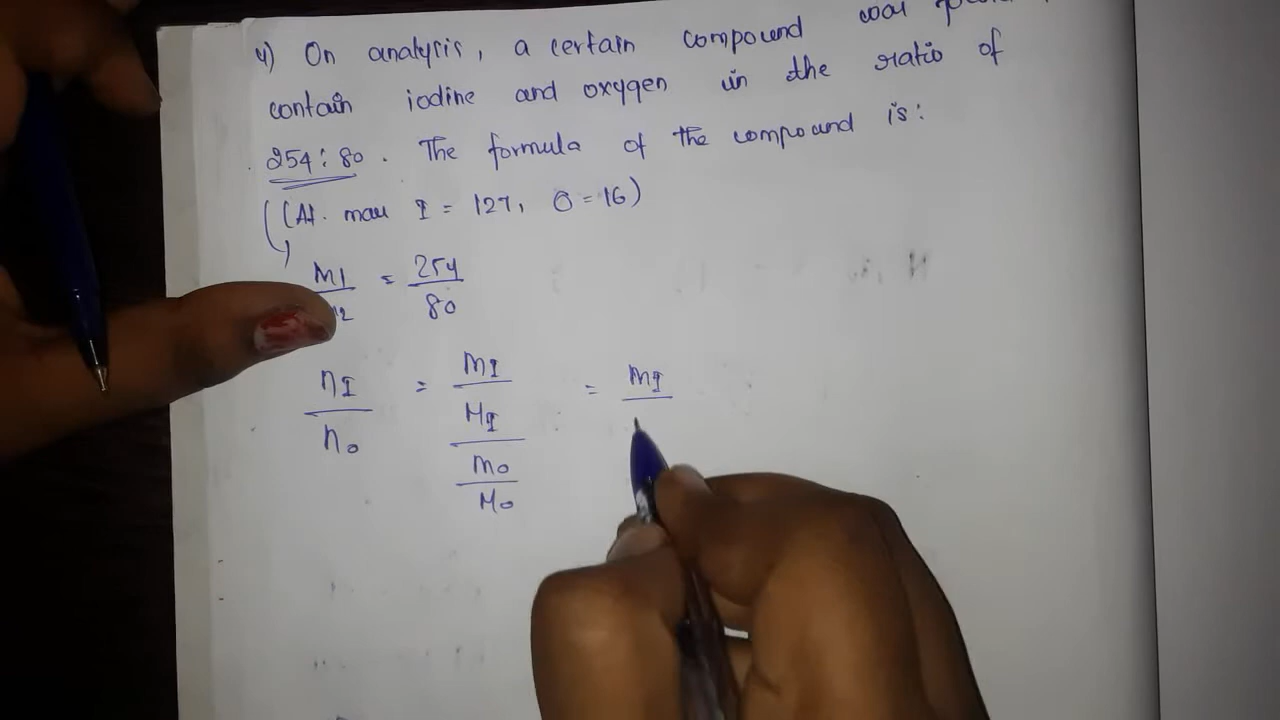 4) On analysis, a certain compound was
contain iodine and oxygen in the ratio of
254:80. The formula of the compound is:
(At. mass I = 127, O=16)
m1 = 254
80
nI = mI = mI
MI
no mo
Mo